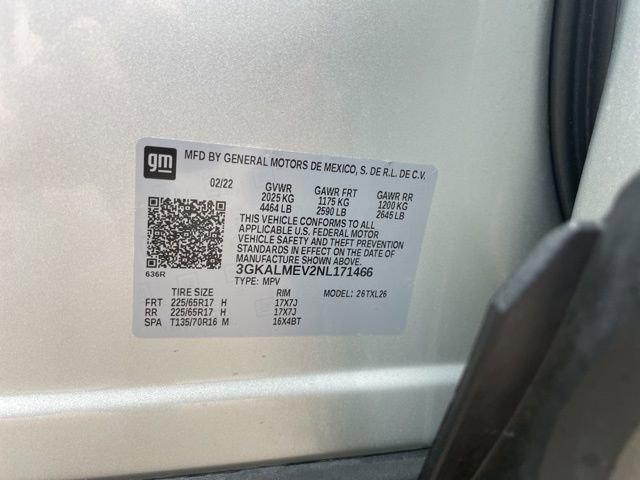 gm MFD BY GENERAL MOTORS DE MEXICO, S. DE R.L. DE C.V.
02/22 GVWR GAWR FRT GAWR RR
2025 KG 1175 KG 1200 KG
4464 LB 2590 LB 2645 LB
THIS VEHICLE CONFORMS TO ALL
APPLICABLE U.S. FEDERAL MOTOR
VEHICLE SAFETY AND THEFT PREVENTION
STANDARDS IN EFFECT ON DATE OF
MANUFACTURE SHOWN ABOVE.
3GKALMEV2NL171466
636R TYPE: MPV
TIRE SIZE RIM MODEL: 26TXL26
FRT 225/65R17 H 17X7J
RR 225/65R17 H 17X7J
SPA T135/70R16 M 16X4BT